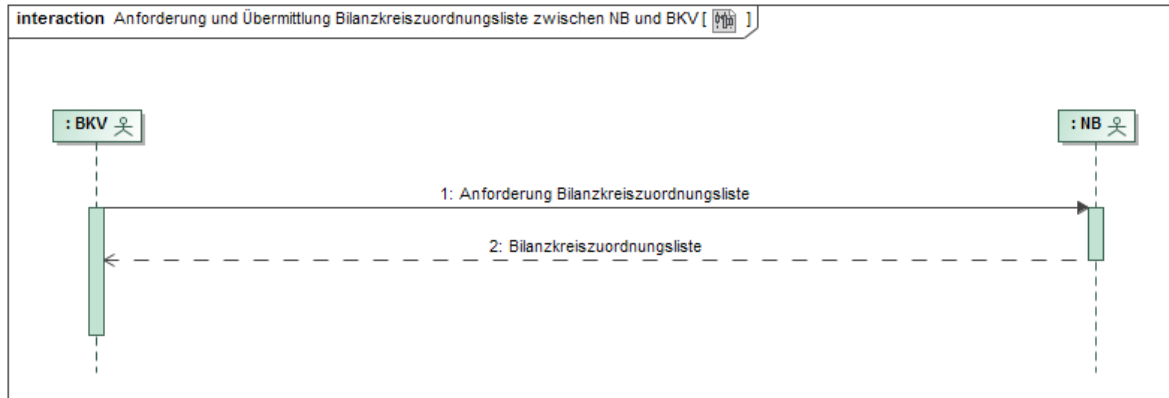 interaction Anforderung und Übermittlung Bilanzkreiszuordnungsliste zwischen NB und BKV [ ]
: BKV
: NB
1: Anforderung Bilanzkreiszuordnungsliste
2: Bilanzkreiszuordnungsliste